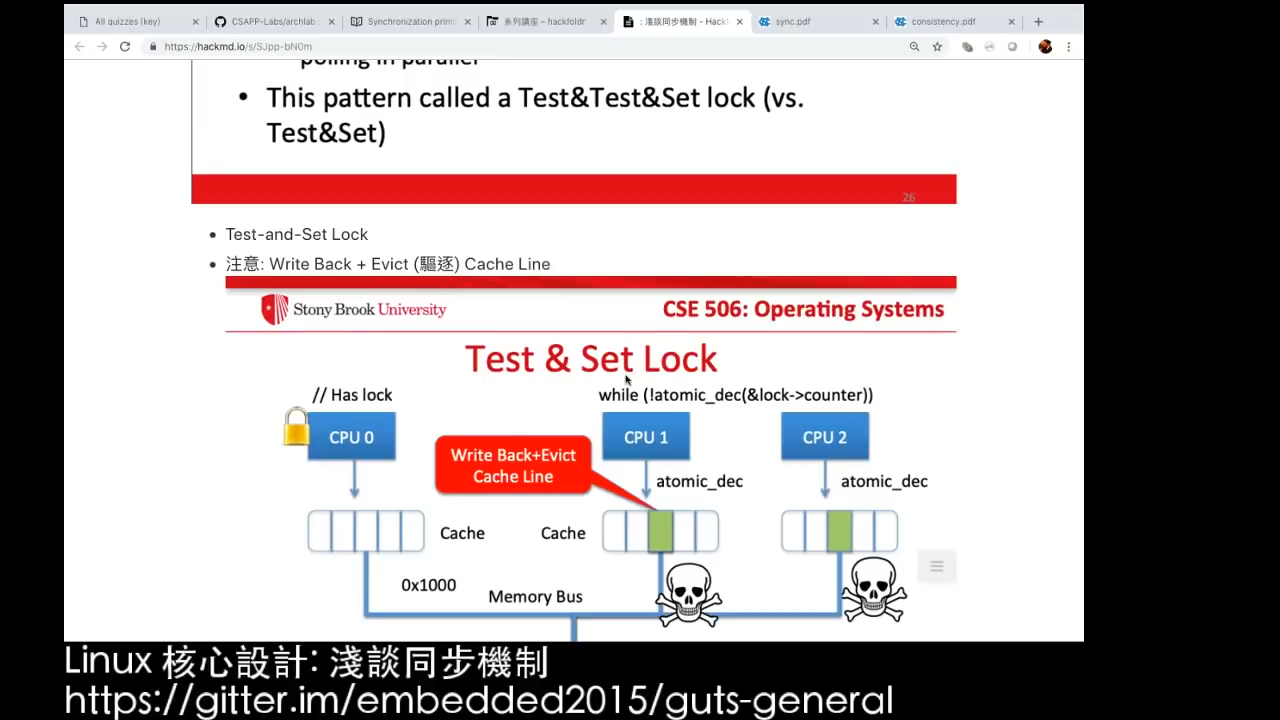 All quizzes (key)
CSAPP-Labs/archlab
Synchronization prim
系列講座 – hackfoldr
: 淺談同步機制 - Hack
sync.pdf
consistency.pdf
https://hackmd.io/s/SJpp-bN0m
polling in parallel
• This pattern called a Test&Test&Set lock (vs.
Test&Set)
26
• Test-and-Set Lock
• 注意: Write Back + Evict (驅逐) Cache Line
Stony Brook University
CSE 506: Operating Systems
Test & Set Lock
// Has lock
while (!atomic_dec(&lock->counter))
CPU 0
CPU 1
CPU 2
Write Back+Evict
Cache Line
atomic_dec
atomic_dec
Cache
Cache
0x1000
Memory Bus
Linux 核心設計: 淺談同步機制
https://gitter.im/embedded2015/guts-general